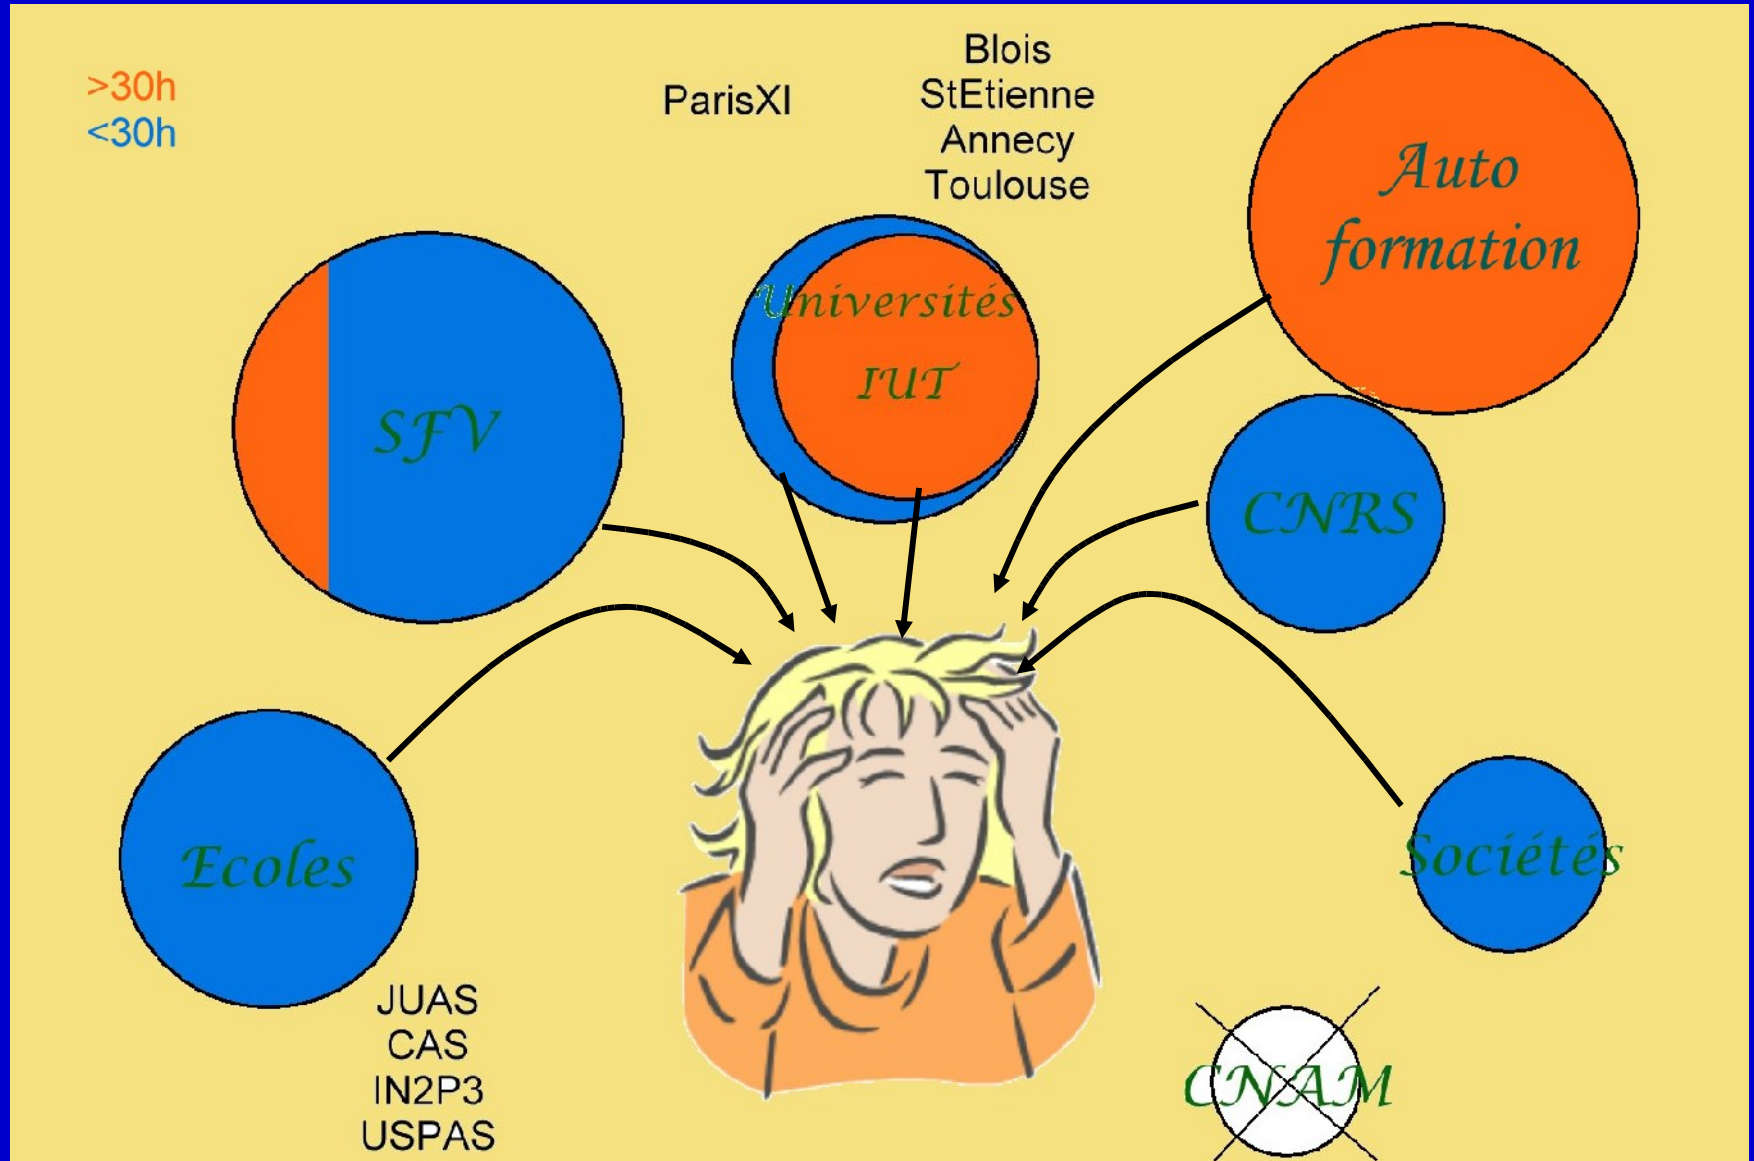 >30h
<30h
ParisXI
Blois
StEtienne
Annecy
Toulouse
Auto
formation
Universités
IUT
SFV
CNRS
Ecoles
Sociétés
JUAS
CAS
IN2P3
USPAS
CNAM